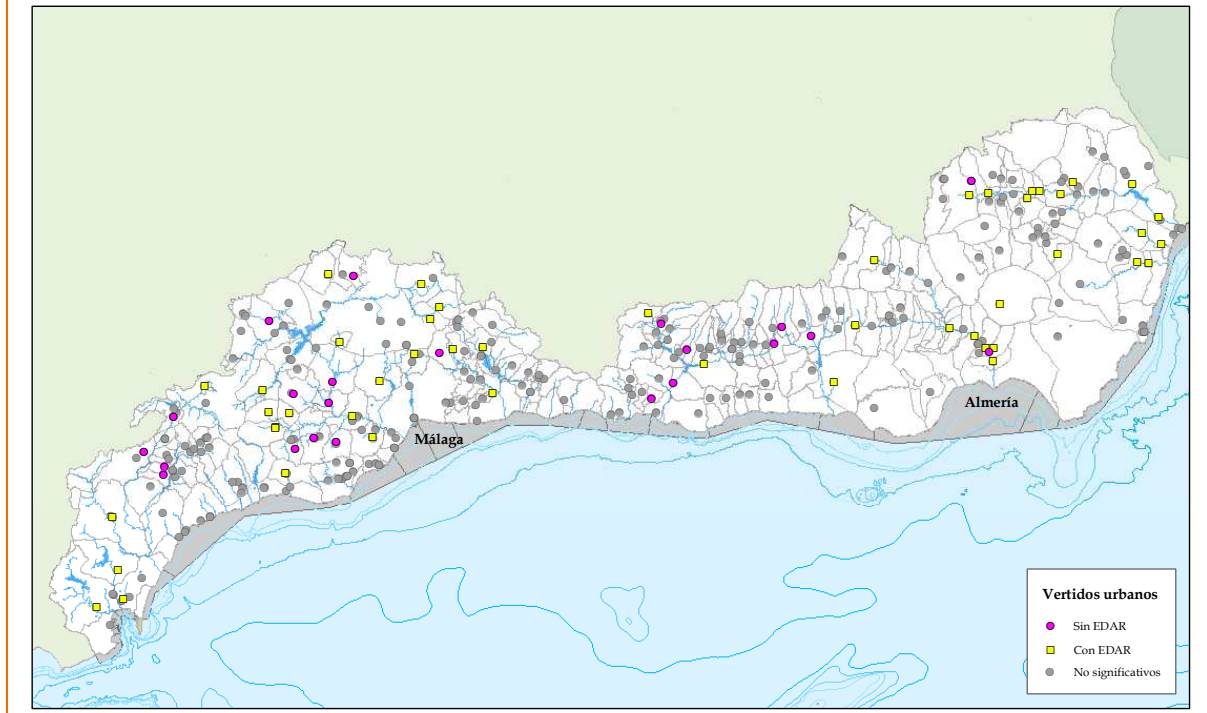 Almería
Málaga
Vertidos urbanos
Sin EDAR
Con EDAR
No significativos